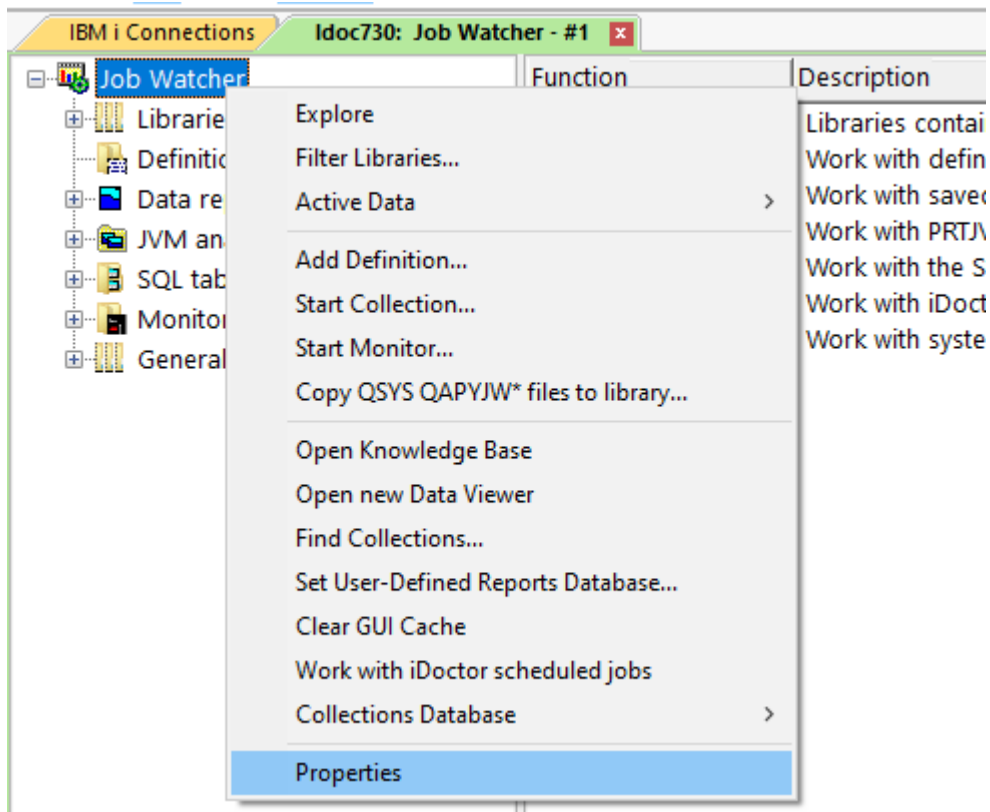 IBM i Connections
Idoc730: Job Watcher - #1
Job Watcher
Function
Description
Librarie
Definitio
Data re
JVM an
SQL tab
Monitor
General
Explore
Filter Libraries...
Active Data
Add Definition...
Start Collection...
Start Monitor...
Copy QSYS QAPYJW* files to library...
Open Knowledge Base
Open new Data Viewer
Find Collections...
Set User-Defined Reports Database...
Clear GUI Cache
Work with iDoctor scheduled jobs
Collections Database
Properties
Libraries contai
Work with defin
Work with saved
Work with PRTJV
Work with the S
Work with iDoct
Work with syste